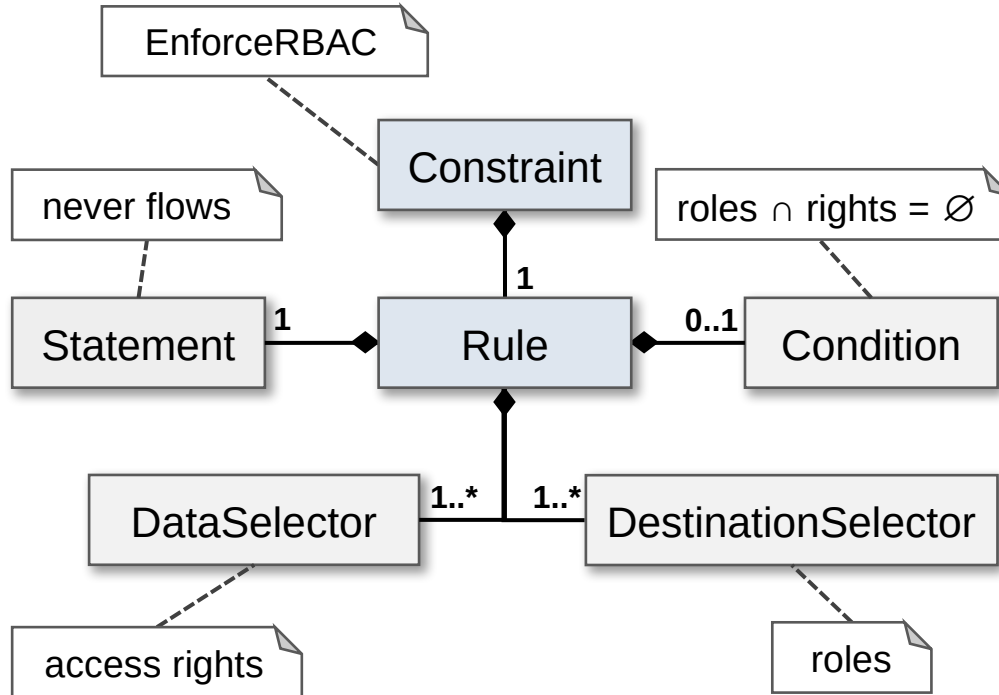 EnforceRBAC
Constraint
never flows
roles ∩ rights = ∅
1
Statement
1
Rule
0..1
Condition
DataSelector
1..*
1..*
DestinationSelector
access rights
roles